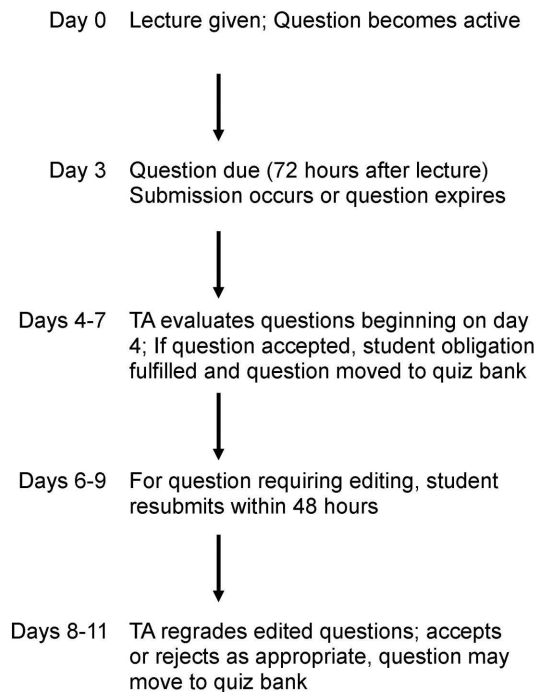 Day 0 Lecture given; Question becomes active
Day 3 Question due (72 hours after lecture)
Submission occurs or question expires
Days 4-7 TA evaluates questions beginning on day
4; If question accepted, student obligation
fulfilled and question moved to quiz bank
Days 6-9 For question requiring editing, student
resubmits within 48 hours
Days 8-11 TA regrades edited questions; accepts
or rejects as appropriate, question may
move to quiz bank